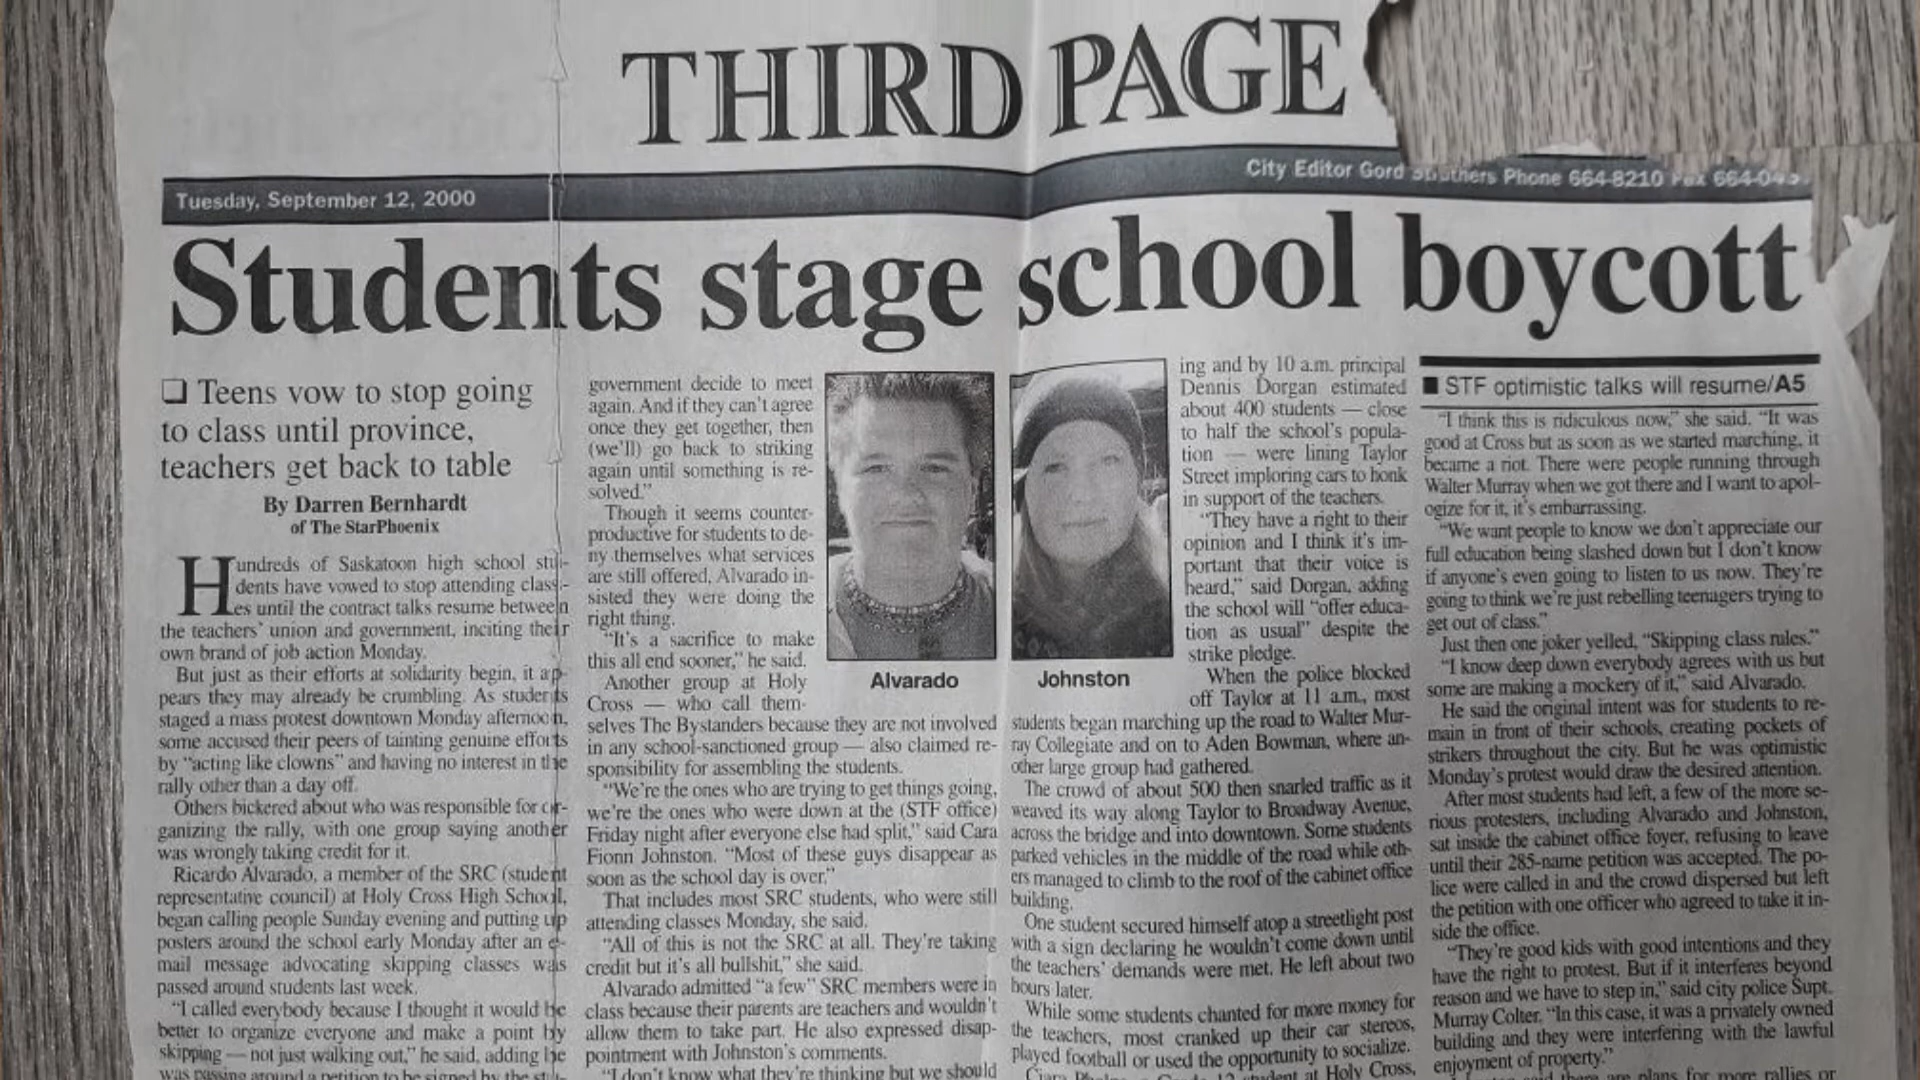 THIRD PAGE
Tuesday, September 12, 2000
City Editor Gord Struthers Phone 664-8210 Fax
Students stage school boycott
❑ Teens vow to stop going
to class until province,
teachers get back to table
By Darren Bernhardt
of The StarPhoenix
Hundreds of Saskatoon high school stu-
dents have vowed to stop attending class-
es until the contract talks resume between
the teachers' union and government, inciting their
own brand of job action Monday.
But just as their efforts at solidarity begin, it ap-
pears they may already be crumbling. As students
staged a mass protest downtown Monday afternoon,
some accused their peers of tainting genuine efforts
by "acting like clowns" and having no interest in the
rally other than a day off.
Others bickered about who was responsible for or-
ganizing the rally, with one group saying another
was wrongly taking credit for it.
Ricardo Alvarado, a member of the SRC (student
representative council) at Holy Cross High School,
began calling people Sunday evening and putting up
posters around the school early Monday after an e-
mail message advocating skipping classes was
passed around students last week.
"I called everybody because I thought it would be
better to organize everyone and make a point by
skipping — not just walking out," he said, adding he
was passing around a petition to be signed by the stu-
government decide to meet
again. And if they can't agree
once they get together, then
(we'll) go back to striking
again until something is re-
solved."
Though it seems counter-
productive for students to de-
ny themselves what services
are still offered, Alvarado in-
sisted they were doing the
right thing.
"It's a sacrifice to make
this all end sooner," he said.
Another group at Holy
Cross — who call them-
selves The Bystanders because they are not involved
in any school-sanctioned group — also claimed re-
sponsibility for assembling the students.
"We're the ones who are trying to get things going,
we're the ones who were down at the (STF office)
Friday night after everyone else had split," said Cara
Fionn Johnston. "Most of these guys disappear as
soon as the school day is over."
That includes most SRC students, who were still
attending classes Monday, she said.
"All of this is not the SRC at all. They're taking
credit but it's all bullshit," she said.
Alvarado admitted "a few" SRC members were in
class because their parents are teachers and wouldn't
allow them to take part. He also expressed disap-
pointment with Johnston's comments.
"I don't know what they're thinking but we should
Alvarado
Johnston
ing and by 10 a.m. principal
Dennis Dorgan estimated
about 400 students — close
to half the school's popula-
tion — were lining Taylor
Street imploring cars to honk
in support of the teachers.
"They have a right to their
opinion and I think it's im-
portant that their voice is
heard," said Dorgan, adding
the school will "offer educa-
tion as usual" despite the
strike pledge.
When the police blocked
off Taylor at 11 a.m., most
students began marching up the road to Walter Mur-
ray Collegiate and on to Aden Bowman, where an-
other large group had gathered.
The crowd of about 500 then snarled traffic as it
weaved its way along Taylor to Broadway Avenue,
across the bridge and into downtown. Some students
parked vehicles in the middle of the road while oth-
ers managed to climb to the roof of the cabinet office
building.
One student secured himself atop a streetlight post
with a sign declaring he wouldn't come down until
the teachers' demands were met. He left about two
hours later.
While some students chanted for more money for
the teachers, most cranked up their car stereos,
played football or used the opportunity to socialize.
Grade 12 student at Holy Cross,
■ STF optimistic talks will resume/A5
"I think this is ridiculous now," she said. "It was
good at Cross but as soon as we started marching, it
became a riot. There were people running through
Walter Murray when we got there and I want to apol-
ogize for it, it's embarrassing.
"We want people to know we don't appreciate our
full education being slashed down but I don't know
if anyone's even going to listen to us now. They're
going to think we're just rebelling teenagers trying to
get out of class."
Just then one joker yelled, "Skipping class rules."
"I know deep down everybody agrees with us but
some are making a mockery of it," said Alvarado.
He said the original intent was for students to re-
main in front of their schools, creating pockets of
strikers throughout the city. But he was optimistic
Monday's protest would draw the desired attention.
After most students had left, a few of the more se-
rious protesters, including Alvarado and Johnston,
sat inside the cabinet office foyer, refusing to leave
until their 285-name petition was accepted. The po-
lice were called in and the crowd dispersed but left
the petition with one officer who agreed to take it in-
side the office.
"They're good kids with good intentions and they
have the right to protest. But if it interferes beyond
reason and we have to step in," said city police Supt.
Murray Colter. "In this case, it was a privately owned
building and they were interfering with the lawful
enjoyment of property."
said there are plans for more rallies or